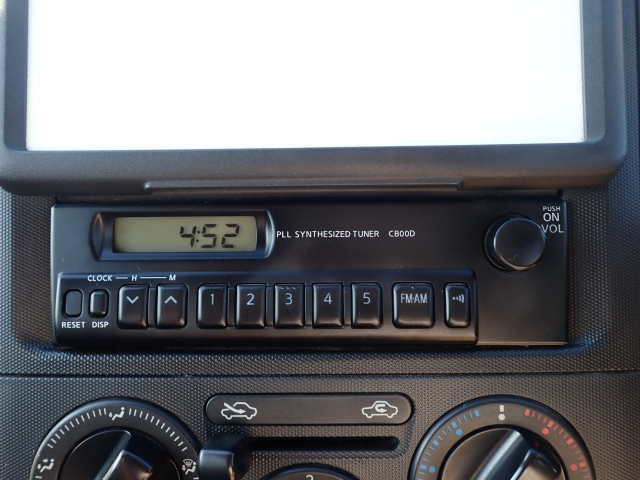 4:52
PLL SYNTHESIZED TUNER CB00D
PUSH
ON
VOL
CLOCK H M
1 2 3 4 5 FM·AM
RESET DISP